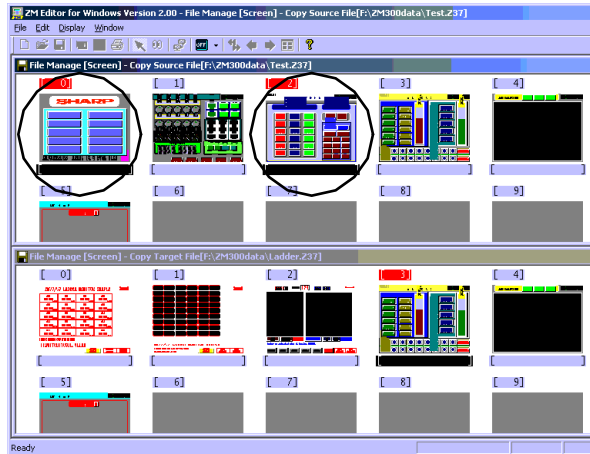 ZM Editor for Windows Version 2.00 - File Manage [Screen] - Copy Source File[F:\ZM300data\Test.Z37]
File Edit Display Window
File Manage [Screen] - Copy Source File[F:\ZM300data\Test.Z37]
[ 0] [ 1] [ 2] [ 3] [ 4]
SHARP
[ 5] [ 6] [ 7] [ 8] [ 9]
File Manage [Screen] - Copy Target File[F:\ZM300data\Ladder.Z37]
[ 0] [ 1] [ 2] [ 3] [ 4]
[ 5] [ 6] [ 7] [ 8] [ 9]
Ready